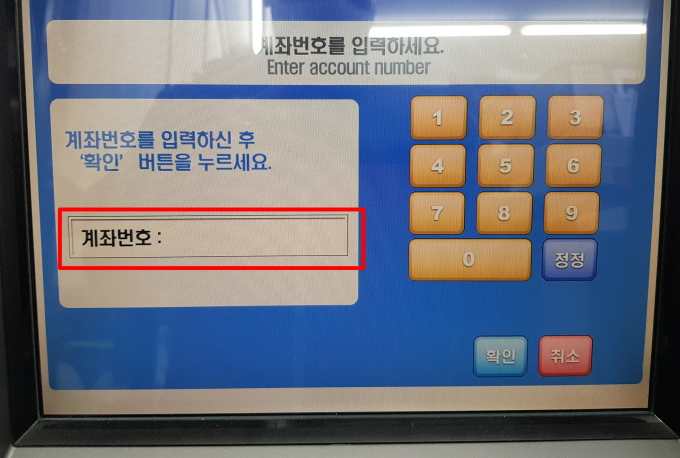 계좌번호를 입력하세요.
Enter account number
계좌번호를 입력하신 후
'확인' 버튼을 누르세요.
계좌번호 :
1 2 3
4 5 6
7 8 9
0 정정
확인 취소